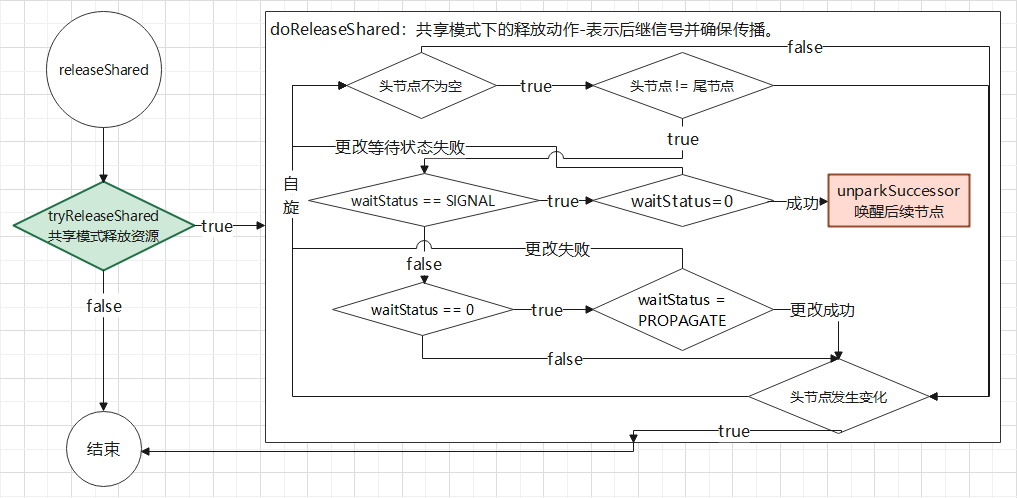 doReleaseShared：共享模式下的释放动作-表示后继信号并确保传播。
false
releaseShared
头节点不为空
true
头节点 != 尾节点
true
更改等待状态失败
自
旋
tryReleaseShared
共享模式释放资源
true
waitStatus == SIGNAL
true
waitStatus=0
成功
unparkSuccessor
唤醒后续节点
更改失败
false
false
waitStatus == 0
true
waitStatus =
PROPAGATE
更改成功
false
头节点发生变化
true
结束